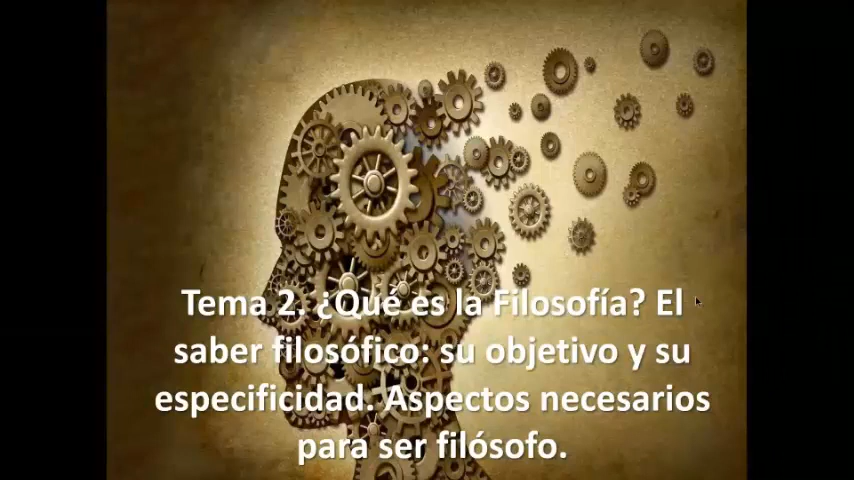 Tema 2. ¿Qué es la Filosofía? El
saber filosófico: su objetivo y su
especificidad. Aspectos necesarios
para ser filósofo.